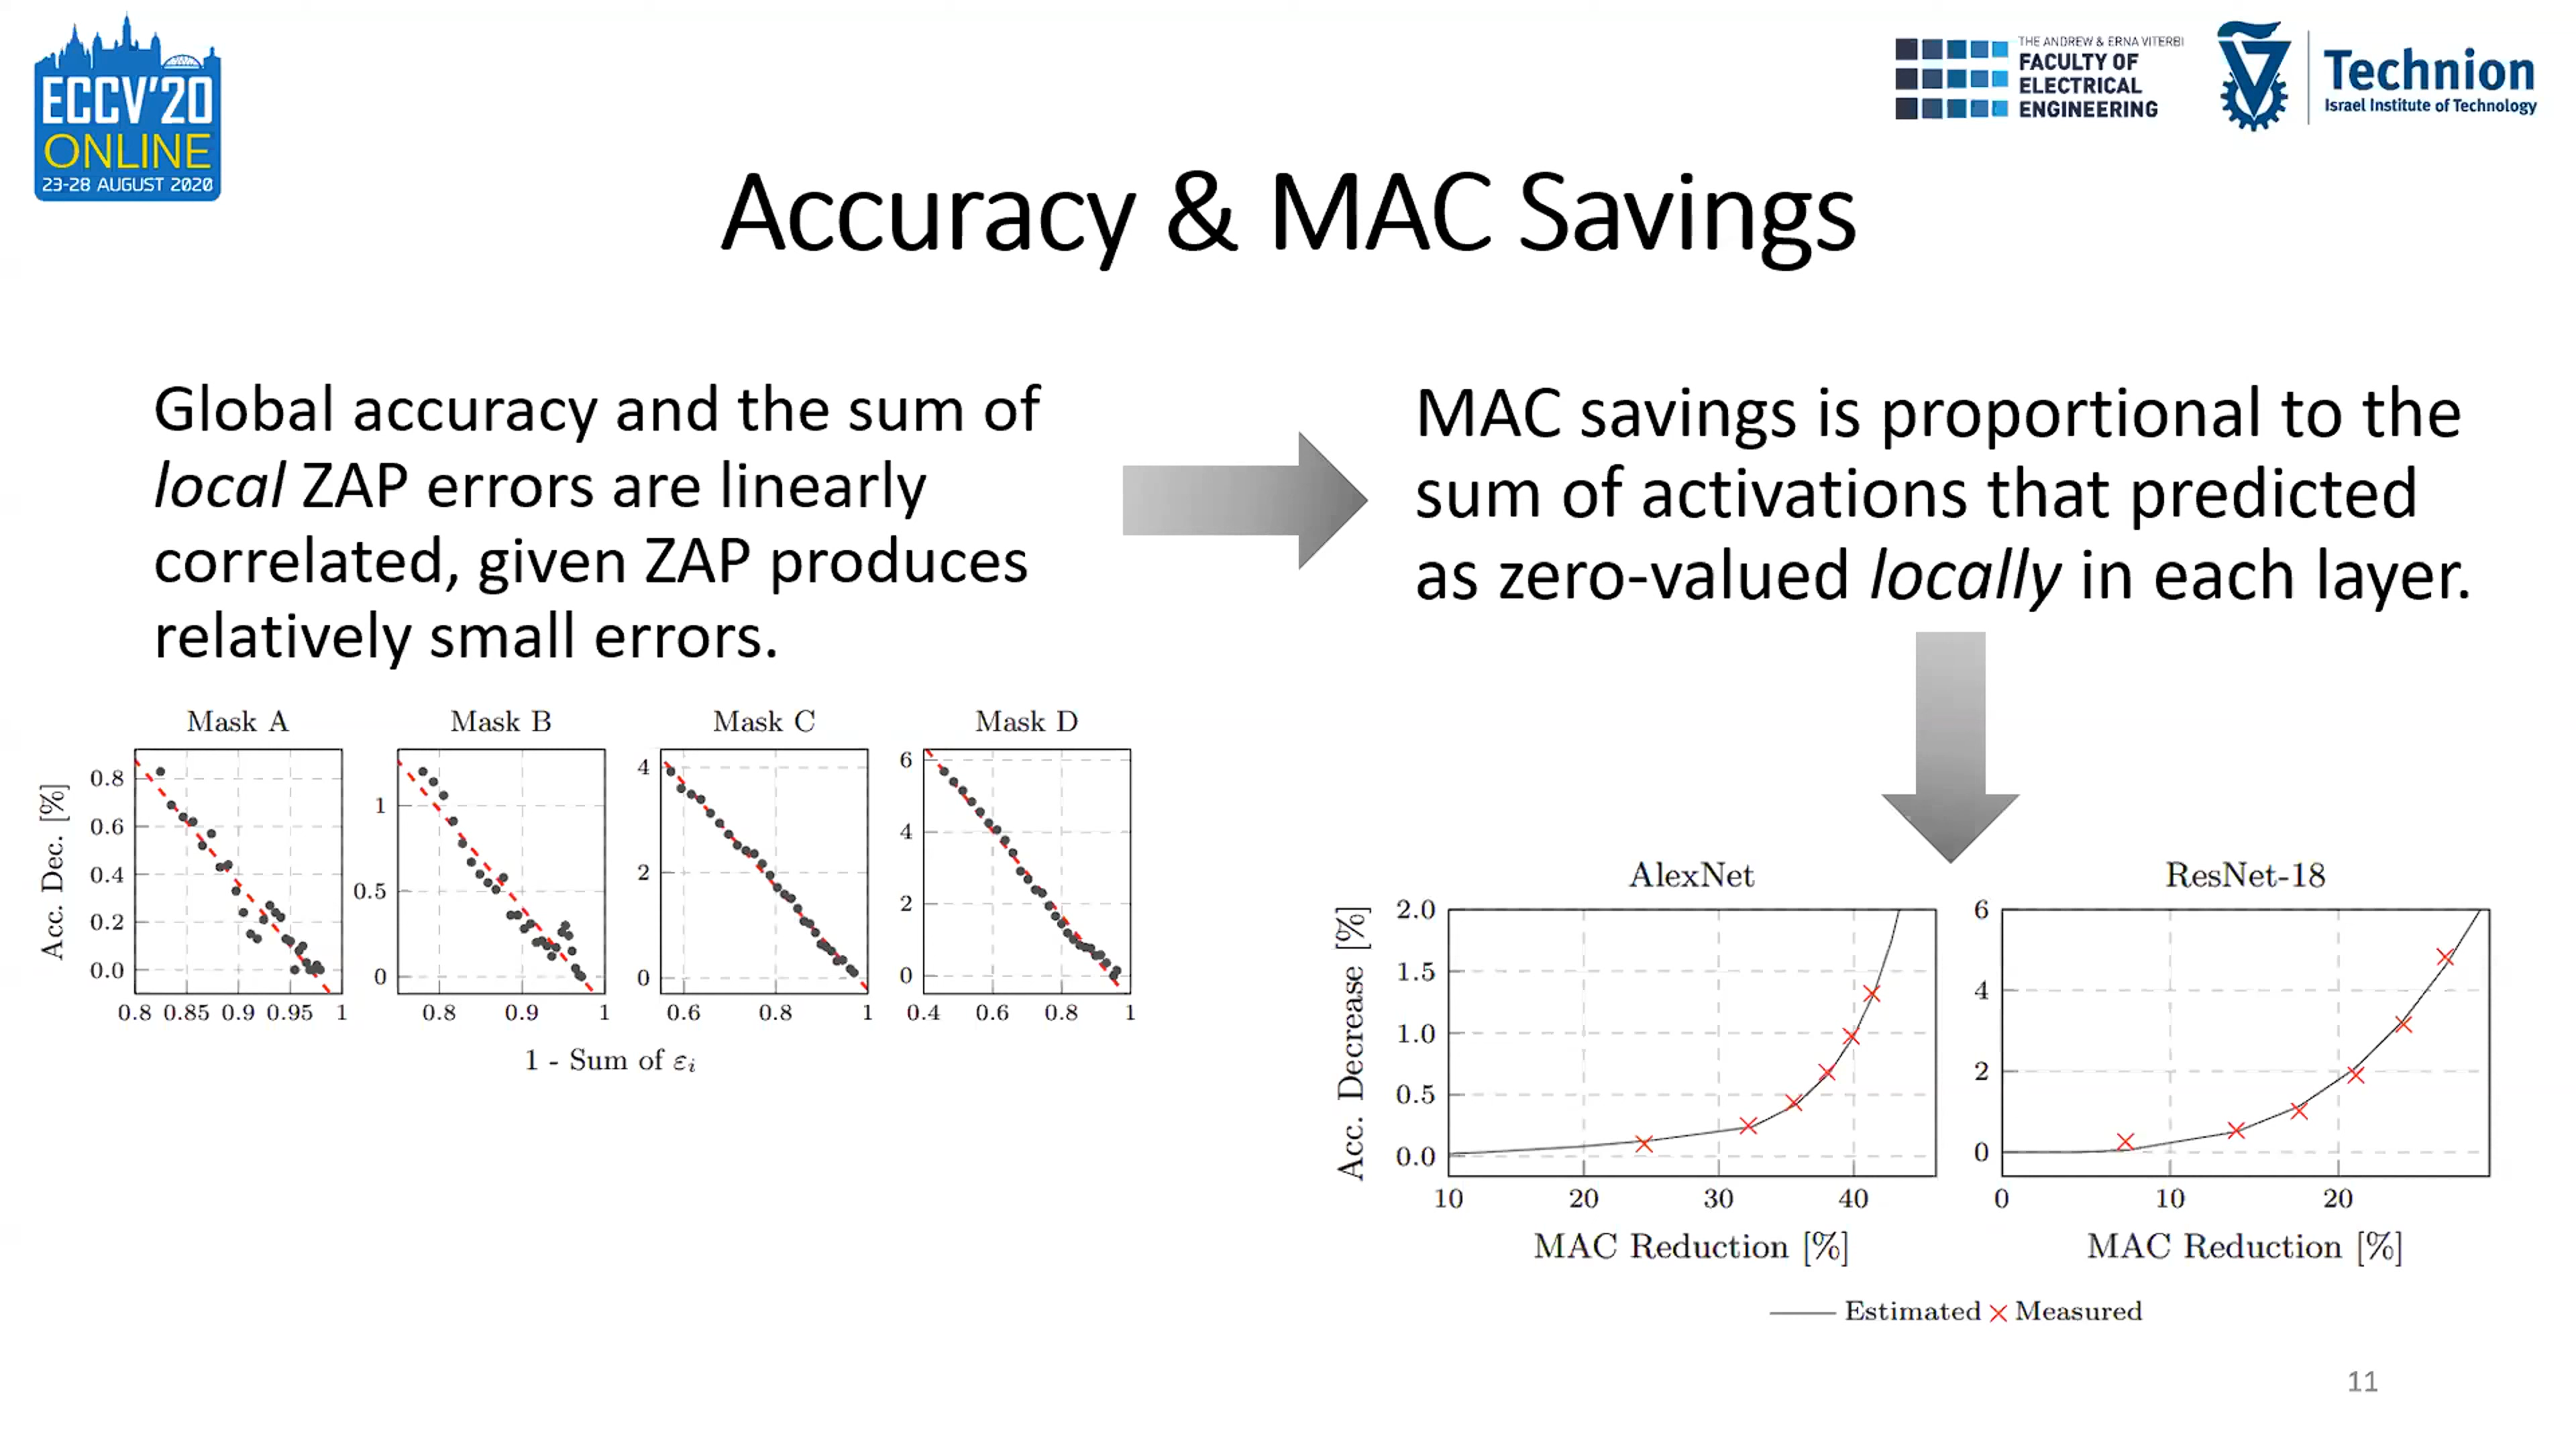 ECCV'20
ONLINE
23-28 AUGUST 2020
THE ANDREW & ERNA VITERBI
FACULTY OF
ELECTRICAL
ENGINEERING
Technion
Israel Institute of Technology
Accuracy & MAC Savings
Global accuracy and the sum of
local ZAP errors are linearly
correlated, given ZAP produces
relatively small errors.
MAC savings is proportional to the
sum of activations that predicted
as zero-valued locally in each layer.
Mask A
Acc. Dec. [%]
0.8
0.6
0.4
0.2
0.0
0.8 0.85 0.9 0.95 1
Mask B
1
0.5
0
0.8 0.9 1
Mask C
4
2
0
0.6 0.8 1
Mask D
6
4
2
0
0.4 0.6 0.8 1
1 - Sum of εi
AlexNet
Acc. Decrease [%]
2.0
1.5
1.0
0.5
0.0
10 20 30 40
MAC Reduction [%]
ResNet-18
6
4
2
0
0 10 20
MAC Reduction [%]
Estimated × Measured
11